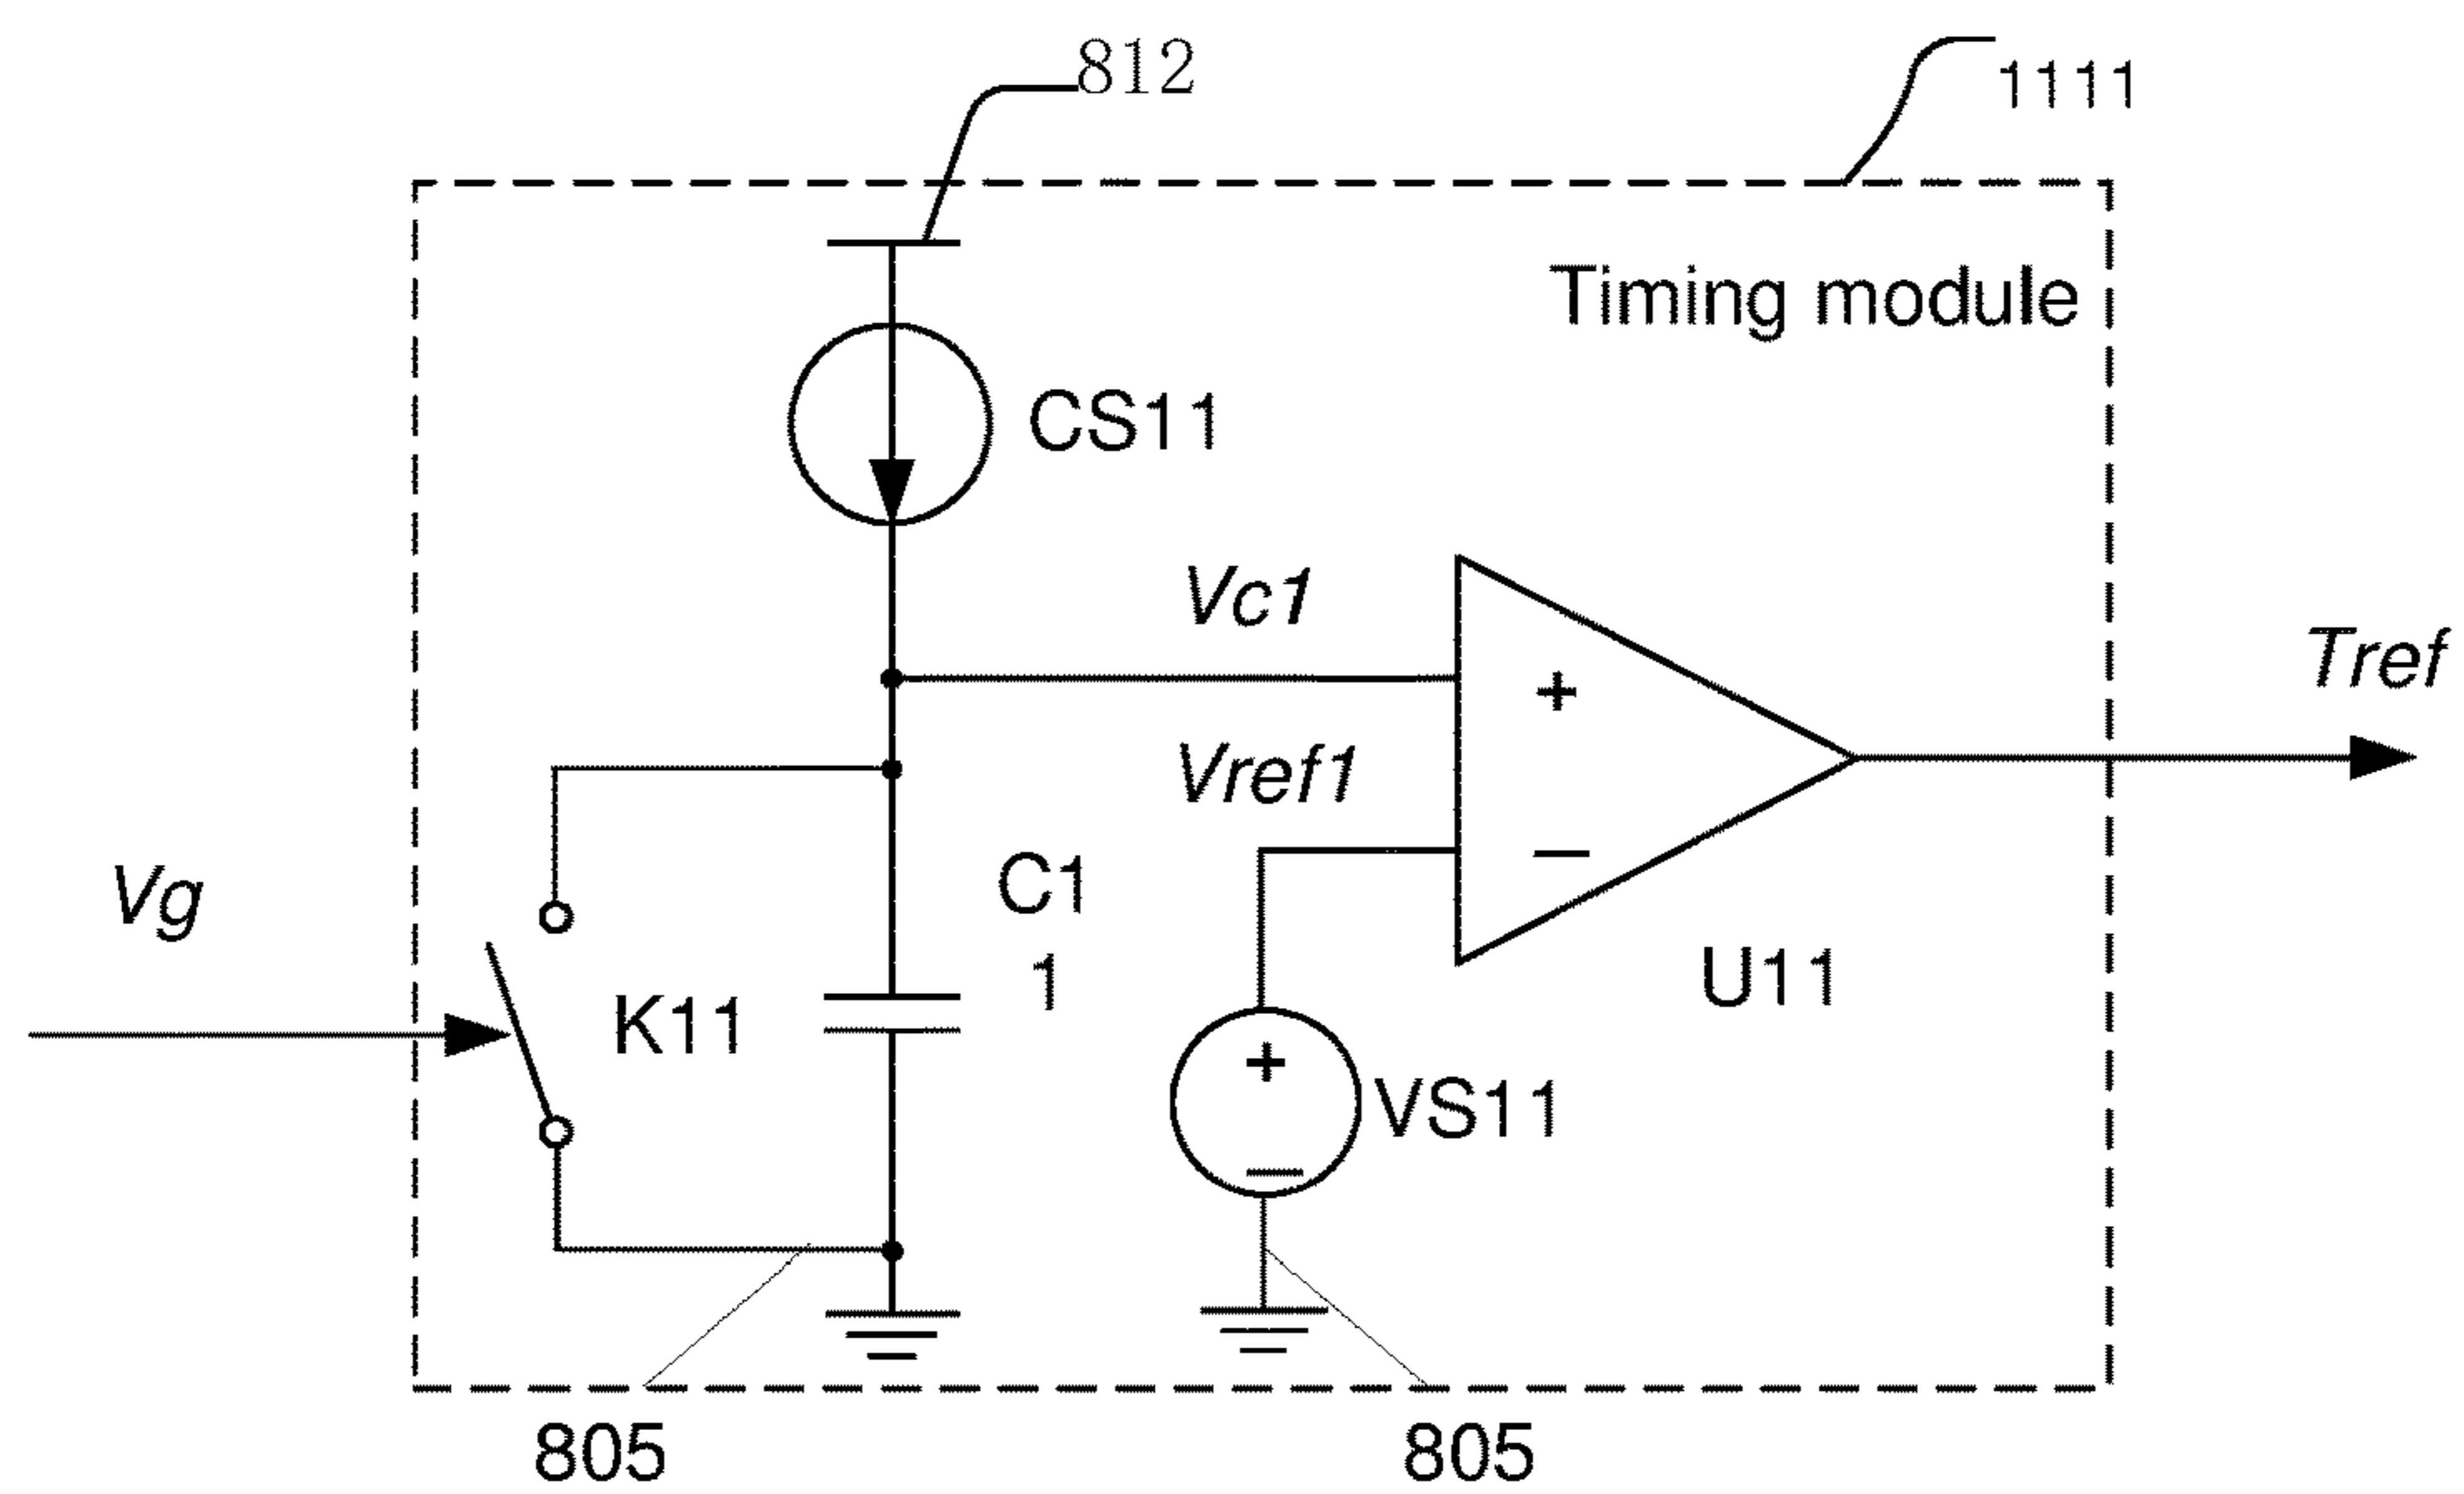 812
1111
Timing module
CS11
Vc1
Tref
Vref1
+
Vg
C1
1
−
U11
K11
+
VS11
−
805
805